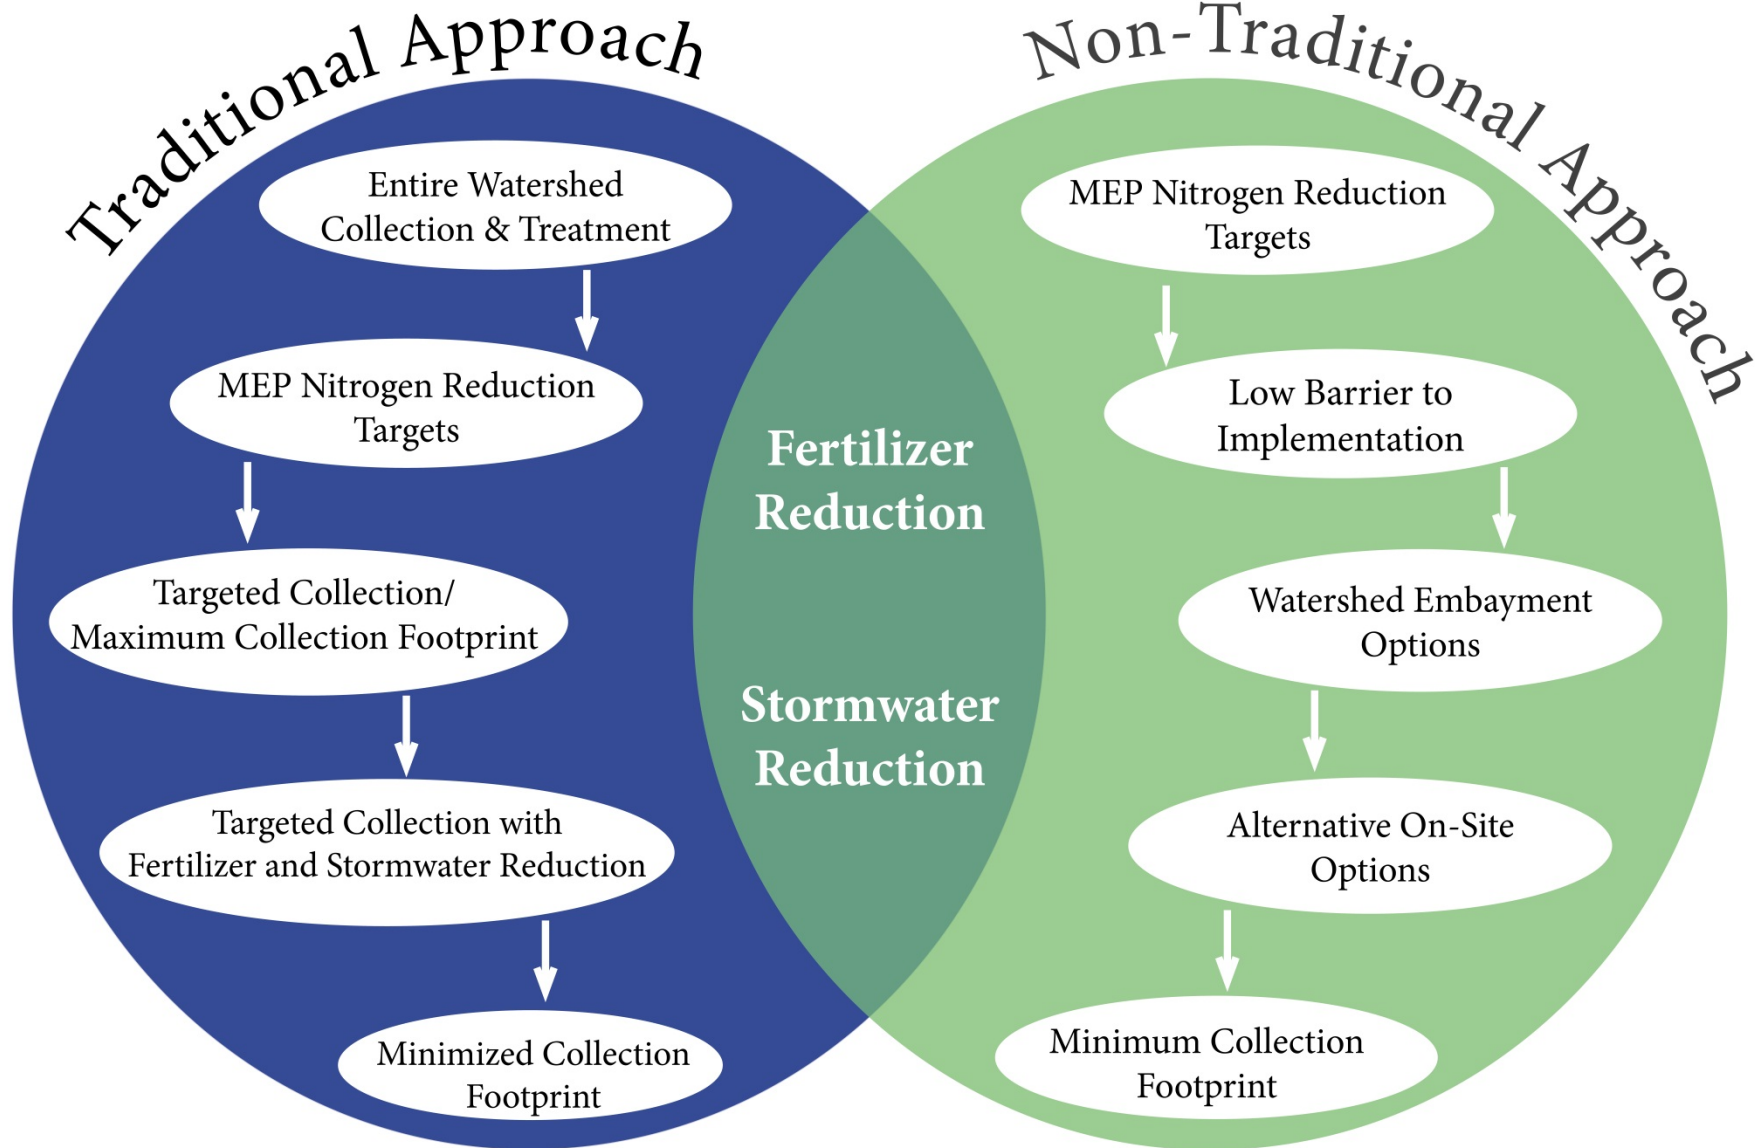 Traditional Approach
Entire Watershed
Collection & Treatment
MEP Nitrogen Reduction
Targets
Targeted Collection/
Maximum Collection Footprint
Targeted Collection with
Fertilizer and Stormwater Reduction
Minimized Collection
Footprint
Fertilizer
Reduction
Stormwater
Reduction
Non-Traditional Approach
MEP Nitrogen Reduction
Targets
Low Barrier to
Implementation
Watershed Embayment
Options
Alternative On-Site
Options
Minimum Collection
Footprint